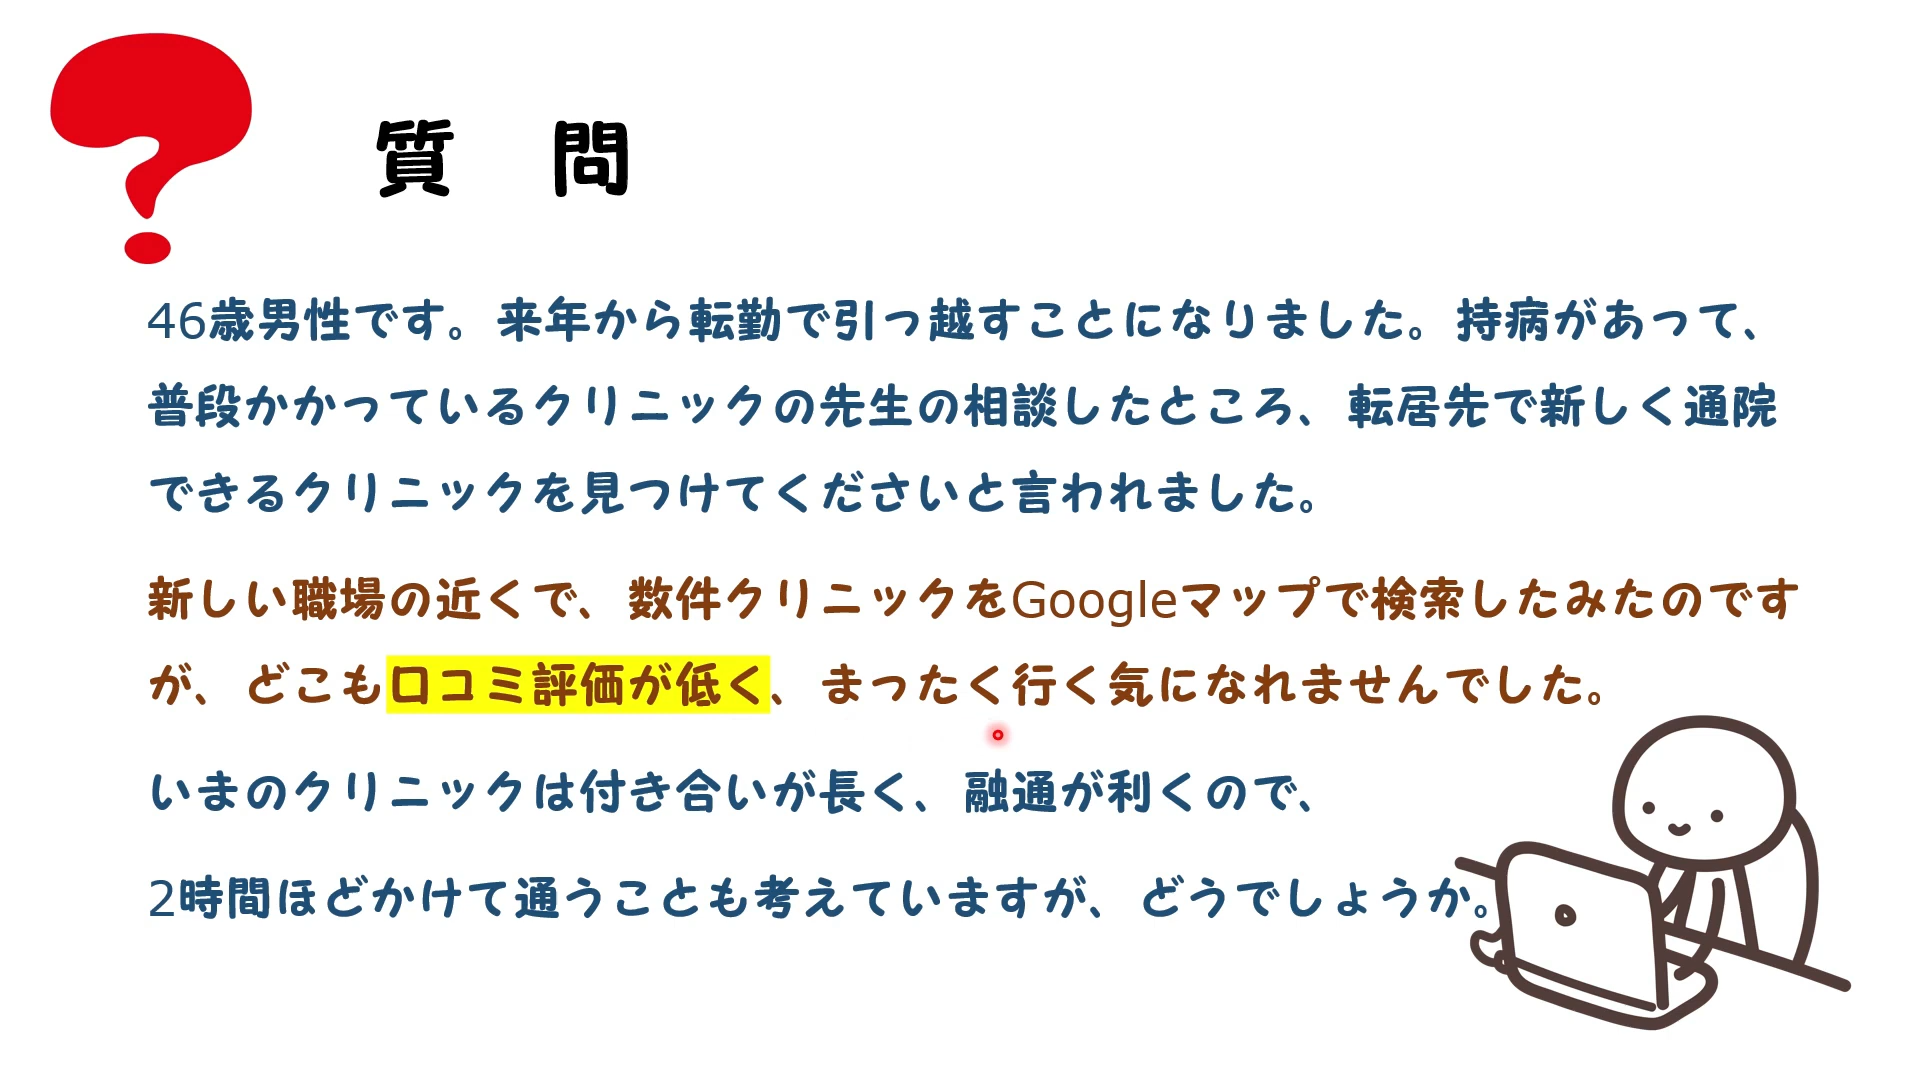 質　問
46歳男性です。来年から転勤で引っ越すことになりました。持病があって、
普段かかっているクリニックの先生の相談したところ、転居先で新しく通院
できるクリニックを見つけてくださいと言われました。
新しい職場の近くで、数件クリニックをGoogleマップで検索したみたのです
が、どこも口コミ評価が低く、まったく行く気になれませんでした。
いまのクリニックは付き合いが長く、融通が利くので、
2時間ほどかけて通うことも考えていますが、どうでしょうか。